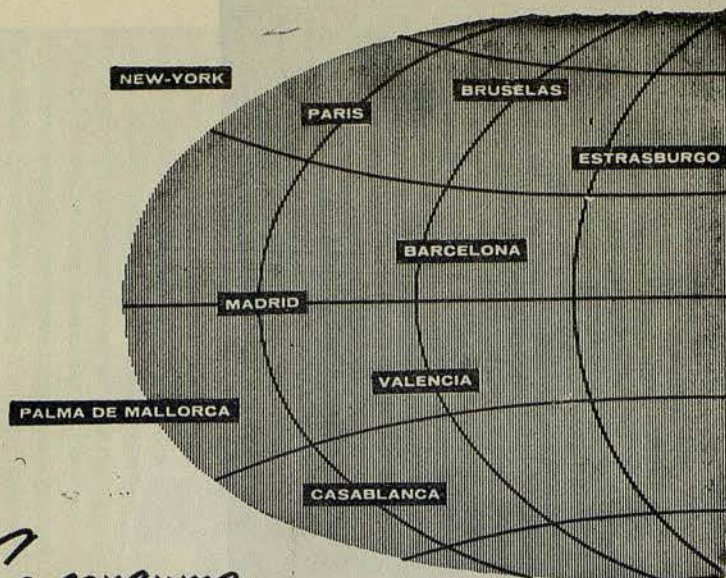 NEW-YORK
BRUSELAS
PARIS
ESTRASBURGO
BARCELONA
MADRID
VALENCIA
PALMA DE MALLORCA
CASABLANCA